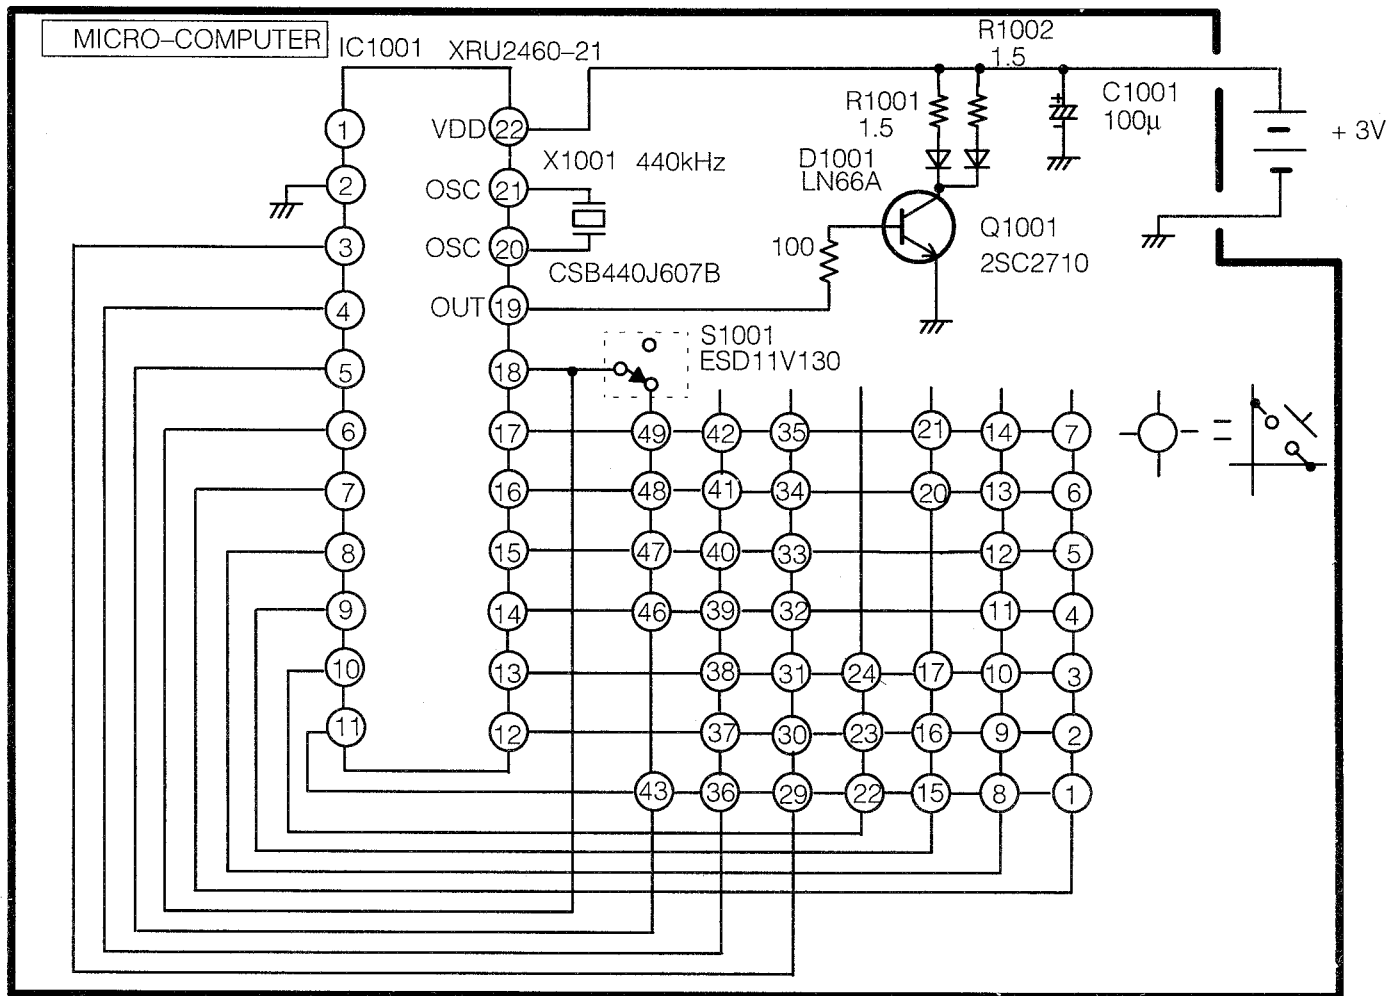 MICRO–COMPUTER
IC1001 XRU2460–21
R1002
1.5
R1001
1.5
C1001
100µ
+
–
+ 3V
1
VDD 22
X1001 440kHz
D1001
LN66A
2
OSC 21
3
OSC 20
CSB440J607B
100
Q1001
2SC2710
4
OUT 19
S1001
ESD11V130
5
18
6
17
49 42 35 21 14 7
=
7
16
48 41 34 20 13 6
8
15
47 40 33 12 5
9
14
46 39 32 11 4
10
13
38 31 24 17 10 3
11
12
37 30 23 16 9 2
43 36 29 22 15 8 1